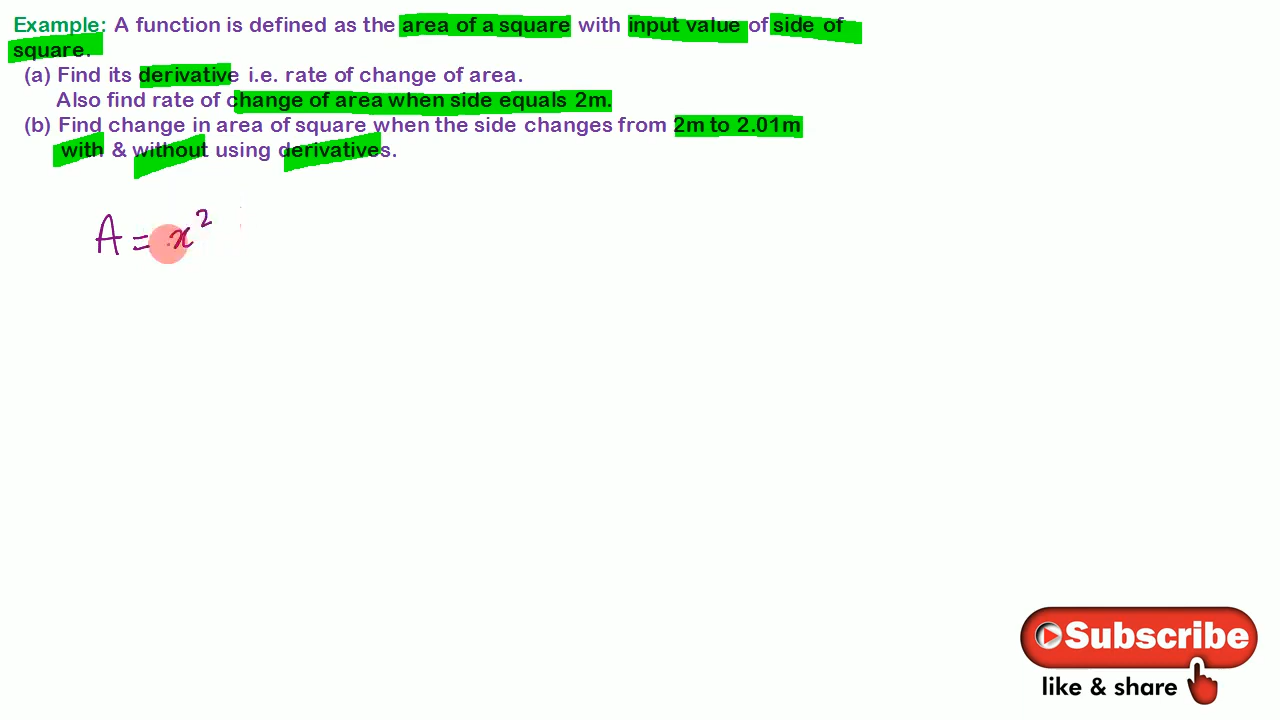 Example: A function is defined as the area of a square with input value of side of
square.
(a) Find its derivative i.e. rate of change of area.
Also find rate of change of area when side equals 2m.
(b) Find change in area of square when the side changes from 2m to 2.01m
with & without using derivatives.
A = x²
Subscribe
like & share